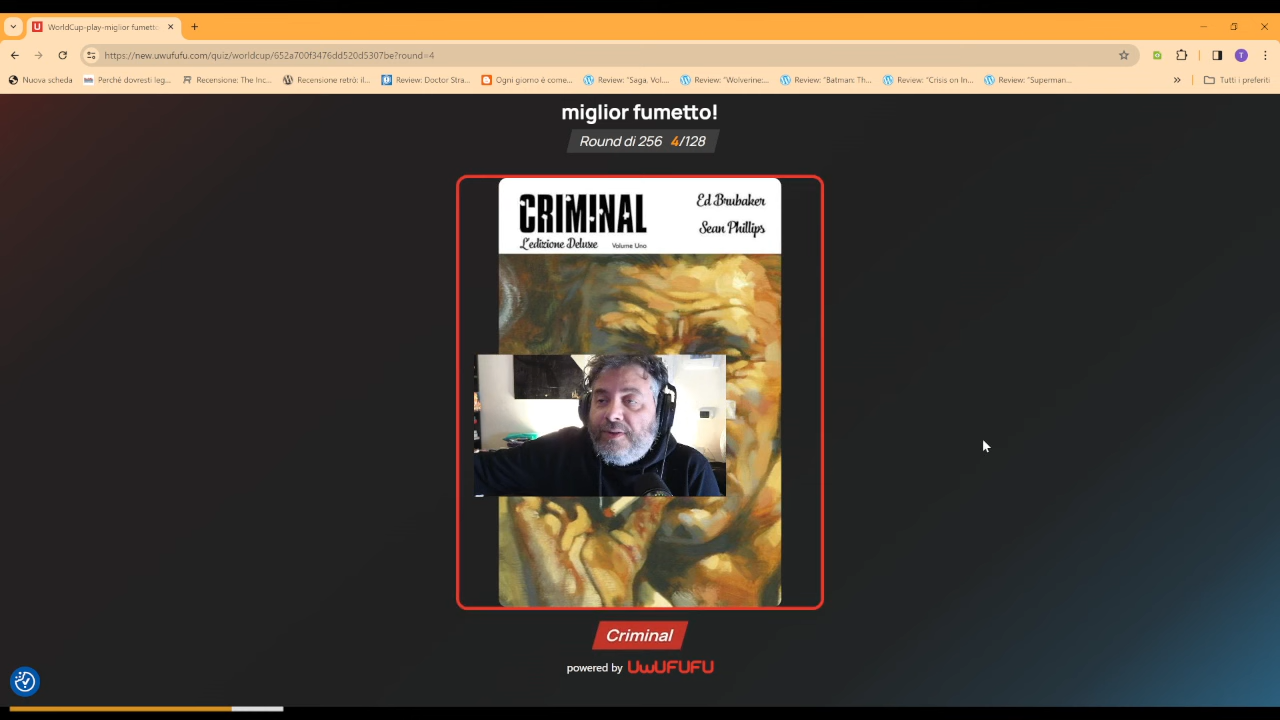 WorldCup-play-miglior fumetto
https://new.uwufufu.com/quiz/worldcup/652a700f3476dd520d5307be?round=4
T
Nuova scheda
Perché dovresti leg...
Recensione: The Inc...
Recensione retrò: il...
Review: Doctor Stra...
Ogni giorno è come...
Review: "Saga, Vol....
Review: "Wolverine:...
Review: "Batman: Th...
Review: "Crisis on In...
Review: "Superman...
Tutti i preferiti
miglior fumetto!
Round di 256 4/128
CRIMINAL
L'edizione Deluxe Volume Uno
Ed Brubaker
Sean Phillips
Criminal
powered by UwUFUFU